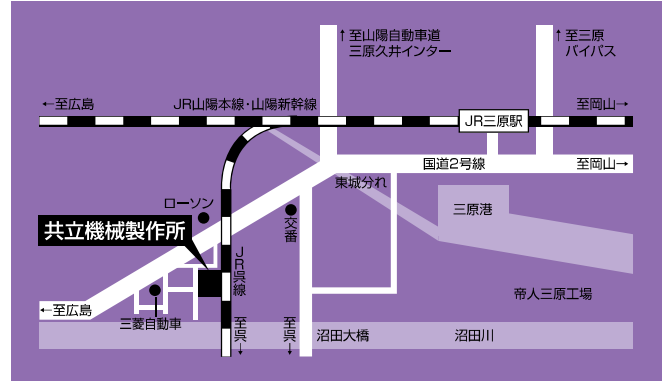 ↑至山陽自動車道
三原久井インター
↑至三原
バイパス
←至広島
JR山陽本線・山陽新幹線
JR三原駅
至岡山→
国道2号線
至岡山→
東城分れ
ローソン
三原港
交番
共立機械製作所
JR呉線
帝人三原工場
←至広島
三菱自動車
至呉↓
至呉↓
沼田大橋
沼田川